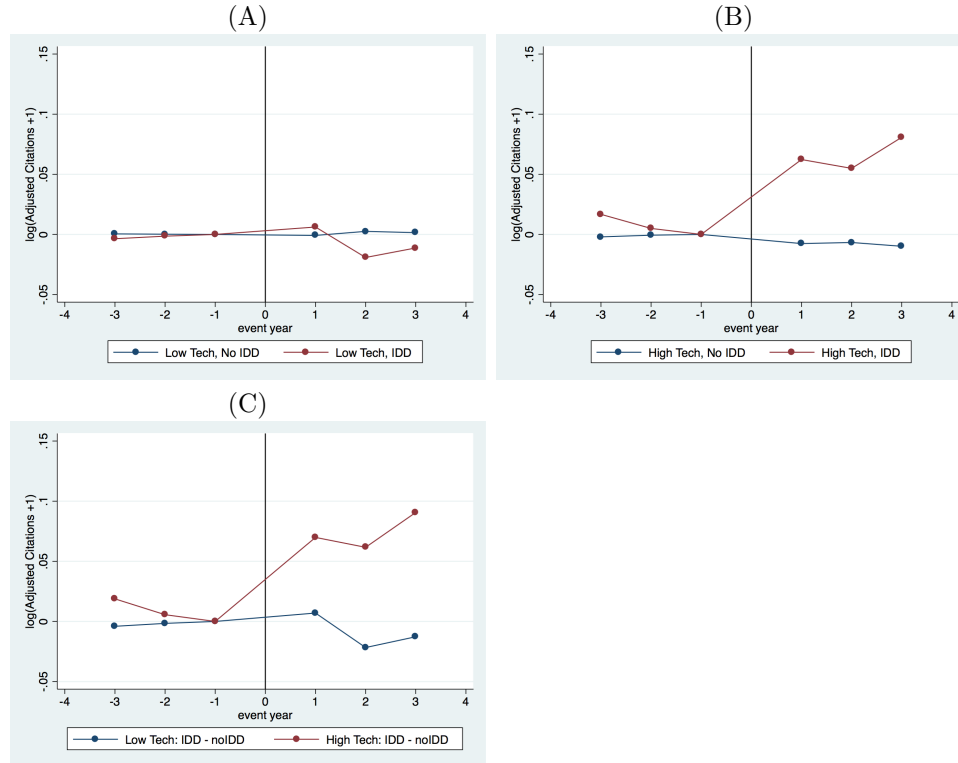 (A)
log(Adjusted Citations +1)
.15
.1
.05
0
-.05
-4 -3 -2 -1 0 1 2 3 4
event year
Low Tech, No IDD Low Tech, IDD
(B)
log(Adjusted Citations +1)
.15
.1
.05
0
-.05
-4 -3 -2 -1 0 1 2 3 4
event year
High Tech, No IDD High Tech, IDD
(C)
log(Adjusted Citations +1)
.15
.1
.05
0
-.05
-4 -3 -2 -1 0 1 2 3 4
event year
Low Tech: IDD - noIDD High Tech: IDD - noIDD